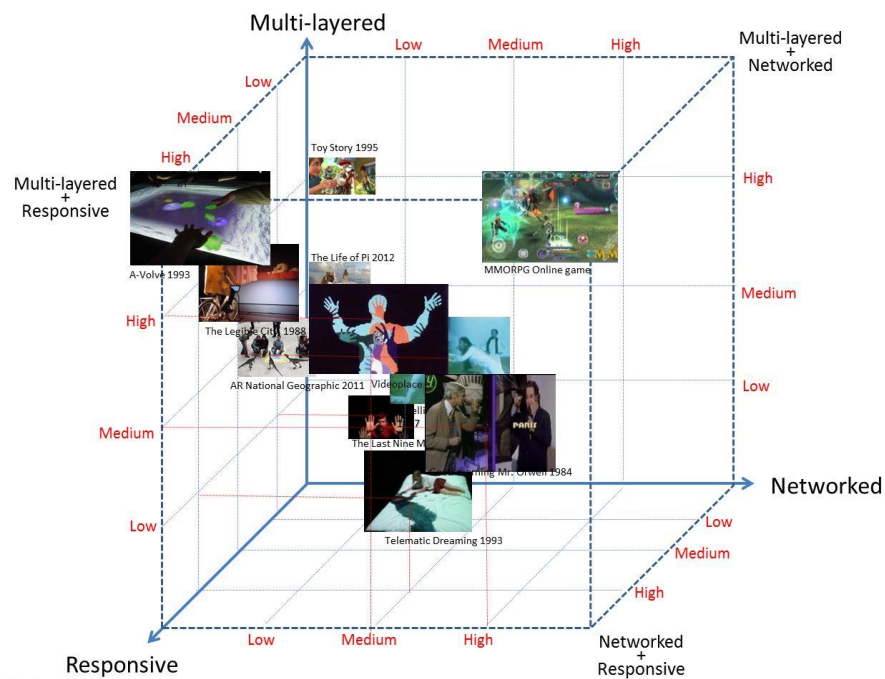 Multi-layered
Low
Medium
High
Multi-layered
+
Networked
Low
Medium
High
Toy Story 1995
Multi-layered
+
Responsive
High
A-Volve 1993
The Life of Pi 2012
MMORPG Online game
Medium
High
The Legible City 1988
AR National Geographic 2011
Videoplace
Low
Medium
PARIS
The Last Nine M
Mr. Orwell 1984
Networked
Low
Low
Telematic Dreaming 1993
Medium
High
Low
Medium
High
Networked
+
Responsive
Responsive